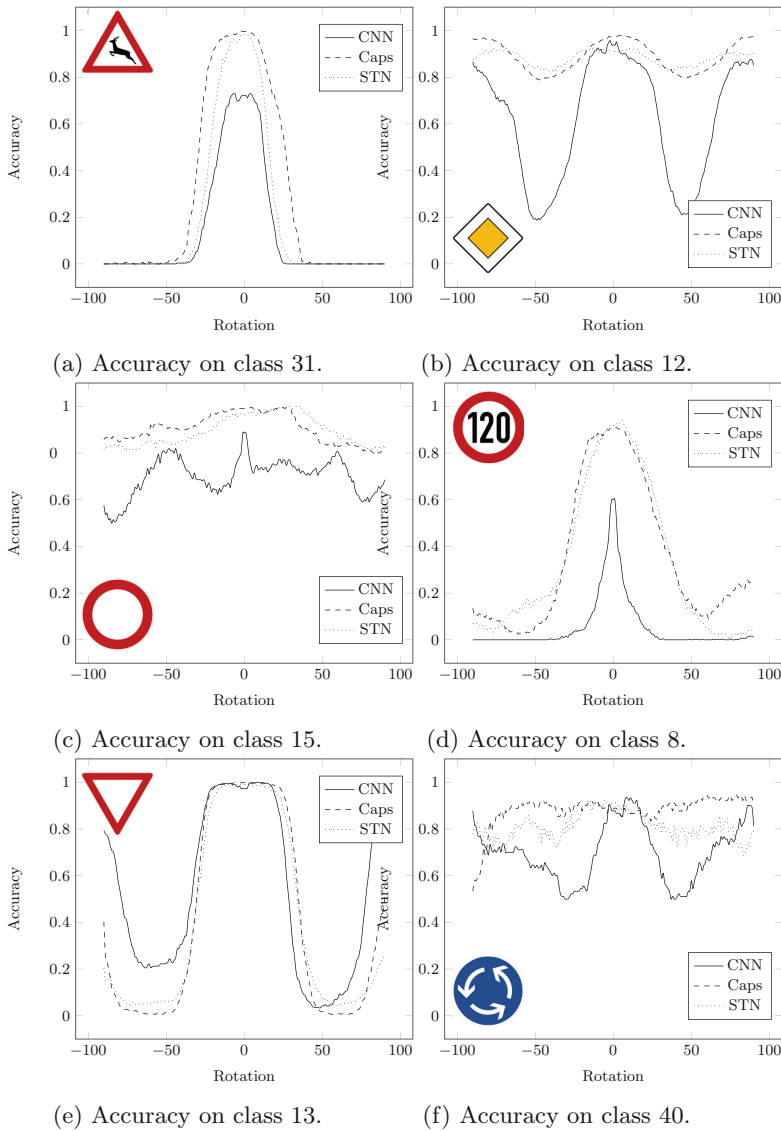 Accuracy
1
0.8
0.6
0.4
0.2
0
CNN
Caps
STN
−100 −50 0 50 100
Rotation
(a) Accuracy on class 31.
Accuracy
1
0.8
0.6
0.4
0.2
0
CNN
Caps
STN
−100 −50 0 50 100
Rotation
(b) Accuracy on class 12.
Accuracy
1
0
0.6
0.4
0.2
0
CNN
Caps
STN
−100 −50 0 50 100
Rotation
(c) Accuracy on class 15.
Accuracy
1
0
0.6
0.4
0.2
0
120
CNN
Caps
STN
−100 −50 0 50 100
Rotation
(d) Accuracy on class 8.
Accuracy
1
0.8
0.6
0.4
0.2
0
CNN
Caps
STN
−100 −50 0 50 100
Rotation
(e) Accuracy on class 13.
Accuracy
1
0.8
0.6
0.4
0.2
0
CNN
Caps
STN
−100 −50 0 50 100
Rotation
(f) Accuracy on class 40.